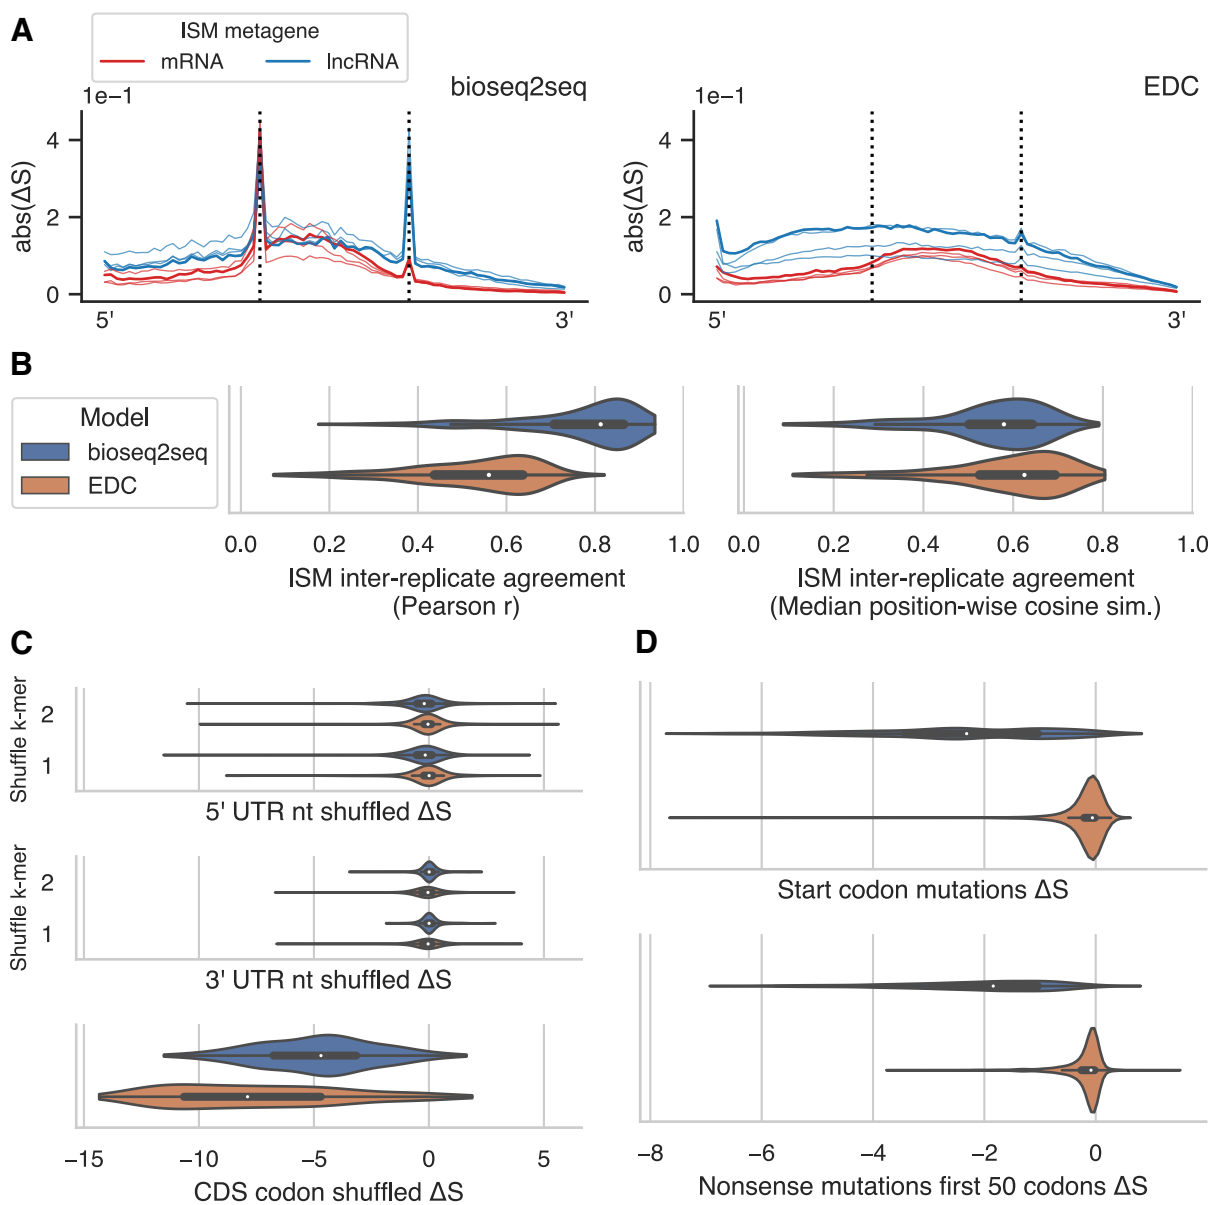 A
ISM metagene
mRNA lncRNA
bioseq2seq
EDC
1e−1
1e−1
abs(ΔS)
4
2
0
5' 3'
abs(ΔS)
4
2
0
5' 3'
B
Model
bioseq2seq
EDC
0.0 0.2 0.4 0.6 0.8 1.0
ISM inter-replicate agreement
(Pearson r)
0.0 0.2 0.4 0.6 0.8 1.0
ISM inter-replicate agreement
(Median position-wise cosine sim.)
C
Shuffle k-mer
2
1
5' UTR nt shuffled ΔS
Shuffle k-mer
2
1
3' UTR nt shuffled ΔS
−15 −10 −5 0 5
CDS codon shuffled ΔS
D
Start codon mutations ΔS
−8 −6 −4 −2 0
Nonsense mutations first 50 codons ΔS